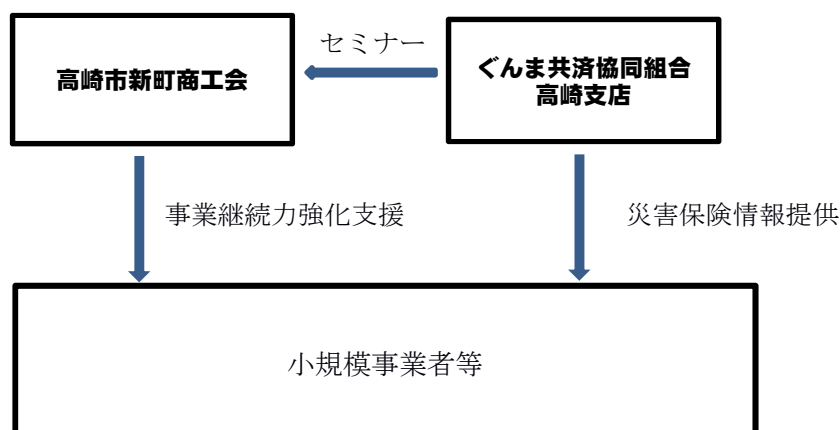 セミナー
高崎市新町商工会
ぐんま共済協同組合
高崎支店
事業継続力強化支援
災害保険情報提供
小規模事業者等